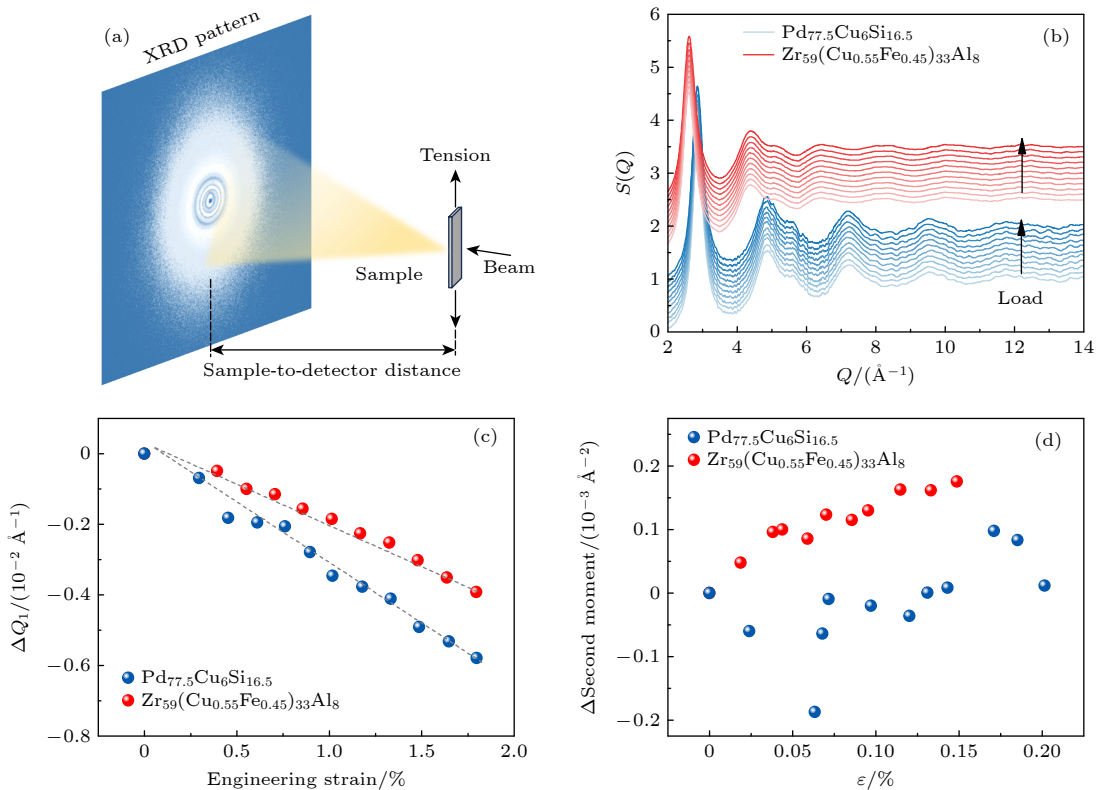 (a)
XRD pattern
Tension
Sample
Beam
Sample-to-detector distance
(b)
Pd77.5Cu6Si16.5
Zr59(Cu0.55Fe0.45)33Al8
Load
S(Q)
6
5
4
3
2
1
0
2 4 6 8 10 12 14
Q/(Å−1)
(c)
ΔQ1/(10−2 Å−1)
0
−0.2
−0.4
−0.6
−0.8
Pd77.5Cu6Si16.5
Zr59(Cu0.55Fe0.45)33Al8
0 0.5 1.0 1.5 2.0
Engineering strain/%
(d)
Pd77.5Cu6Si16.5
Zr59(Cu0.55Fe0.45)33Al8
ΔSecond moment/(10−3 Å−2)
0.2
0.1
0
−0.1
−0.2
0 0.05 0.10 0.15 0.20
ε/%